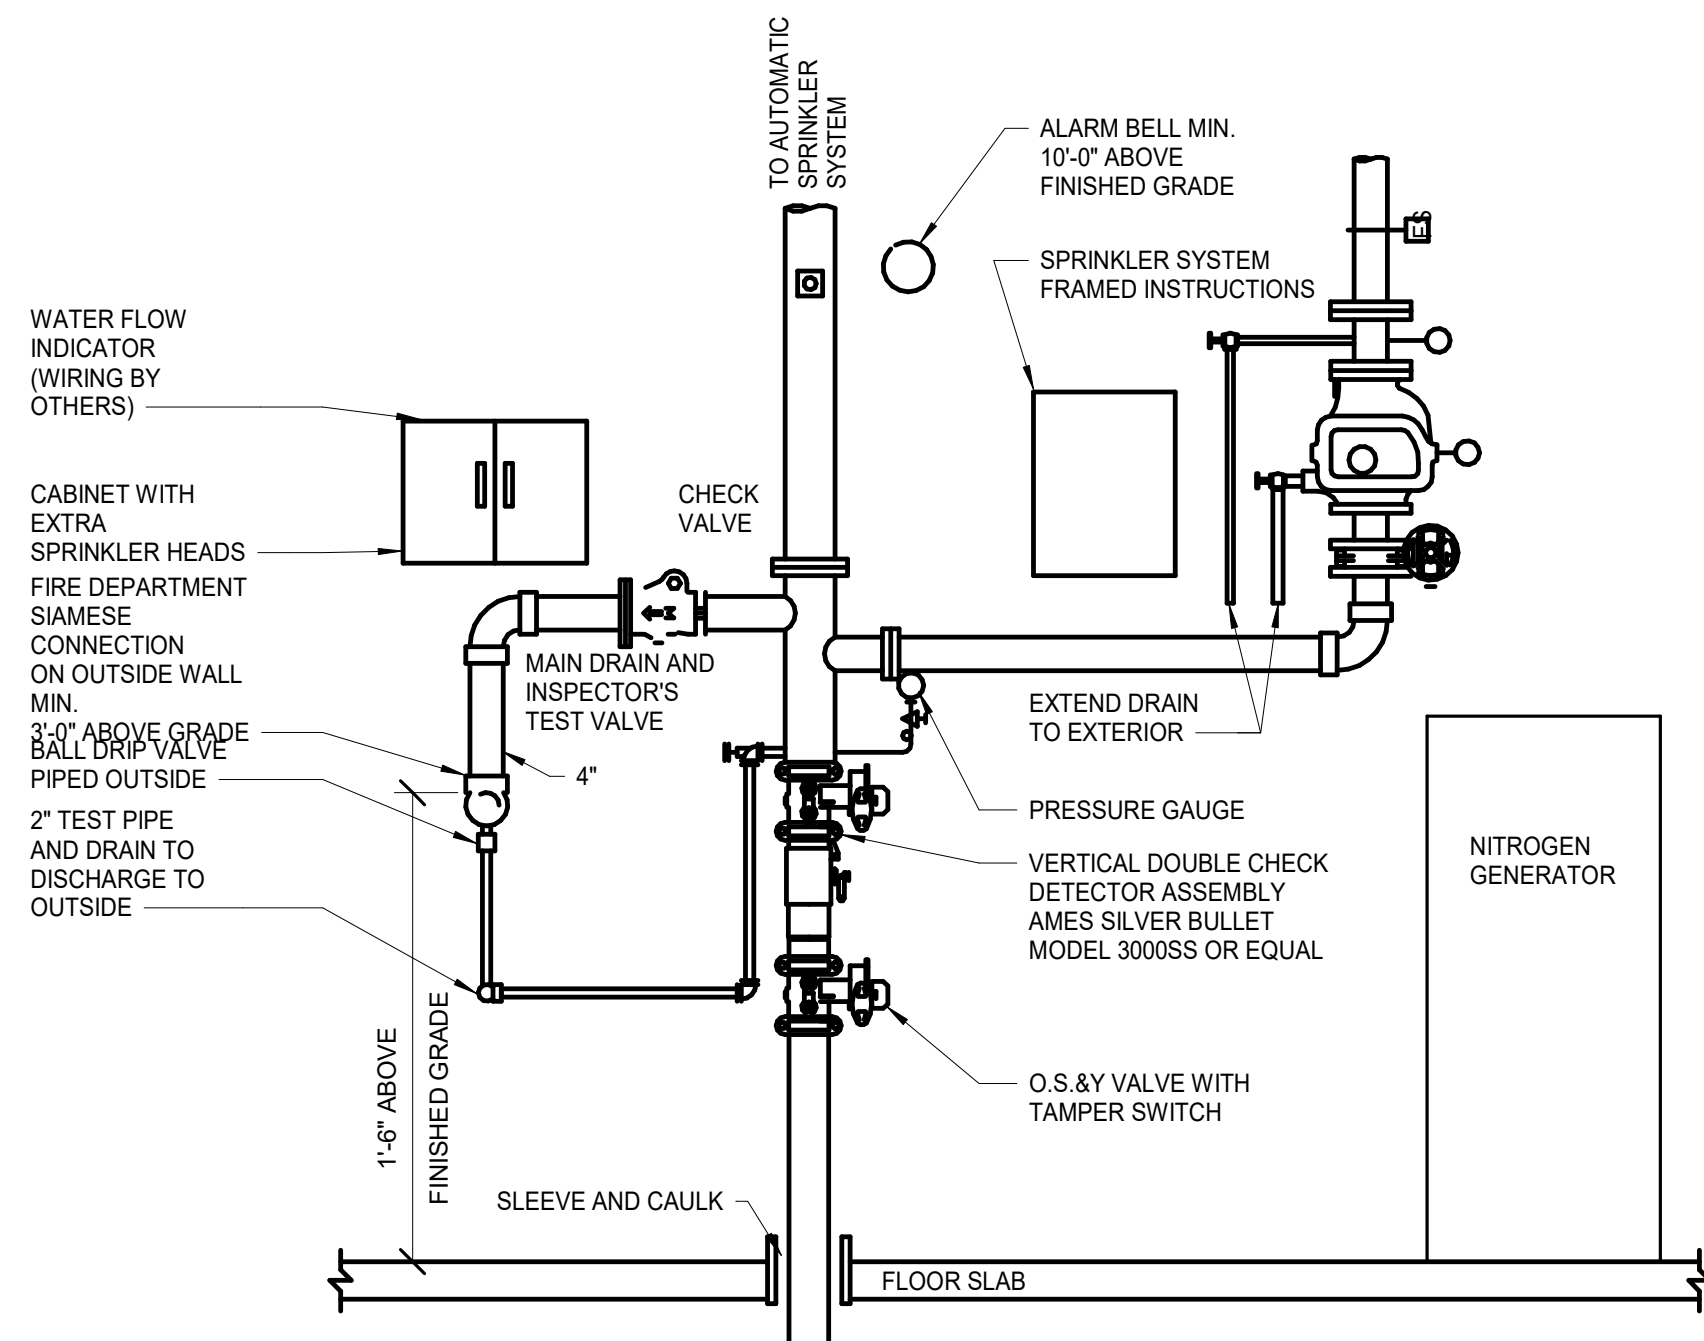 TO AUTOMATIC
SPRINKLER
SYSTEM
ALARM BELL MIN.
10'-0" ABOVE
FINISHED GRADE
SPRINKLER SYSTEM
FRAMED INSTRUCTIONS
FS
WATER FLOW
INDICATOR
(WIRING BY
OTHERS)
CABINET WITH
EXTRA
SPRINKLER HEADS
CHECK
VALVE
FIRE DEPARTMENT
SIAMESE
CONNECTION
ON OUTSIDE WALL
MIN.
3'-0" ABOVE GRADE
BALL DRIP VALVE
PIPED OUTSIDE
2" TEST PIPE
AND DRAIN TO
DISCHARGE TO
OUTSIDE
MAIN DRAIN AND
INSPECTOR'S
TEST VALVE
4"
EXTEND DRAIN
TO EXTERIOR
PRESSURE GAUGE
VERTICAL DOUBLE CHECK
DETECTOR ASSEMBLY
AMES SILVER BULLET
MODEL 3000SS OR EQUAL
NITROGEN
GENERATOR
O.S.&Y VALVE WITH
TAMPER SWITCH
1'-6" ABOVE
FINISHED GRADE
SLEEVE AND CAULK
FLOOR SLAB